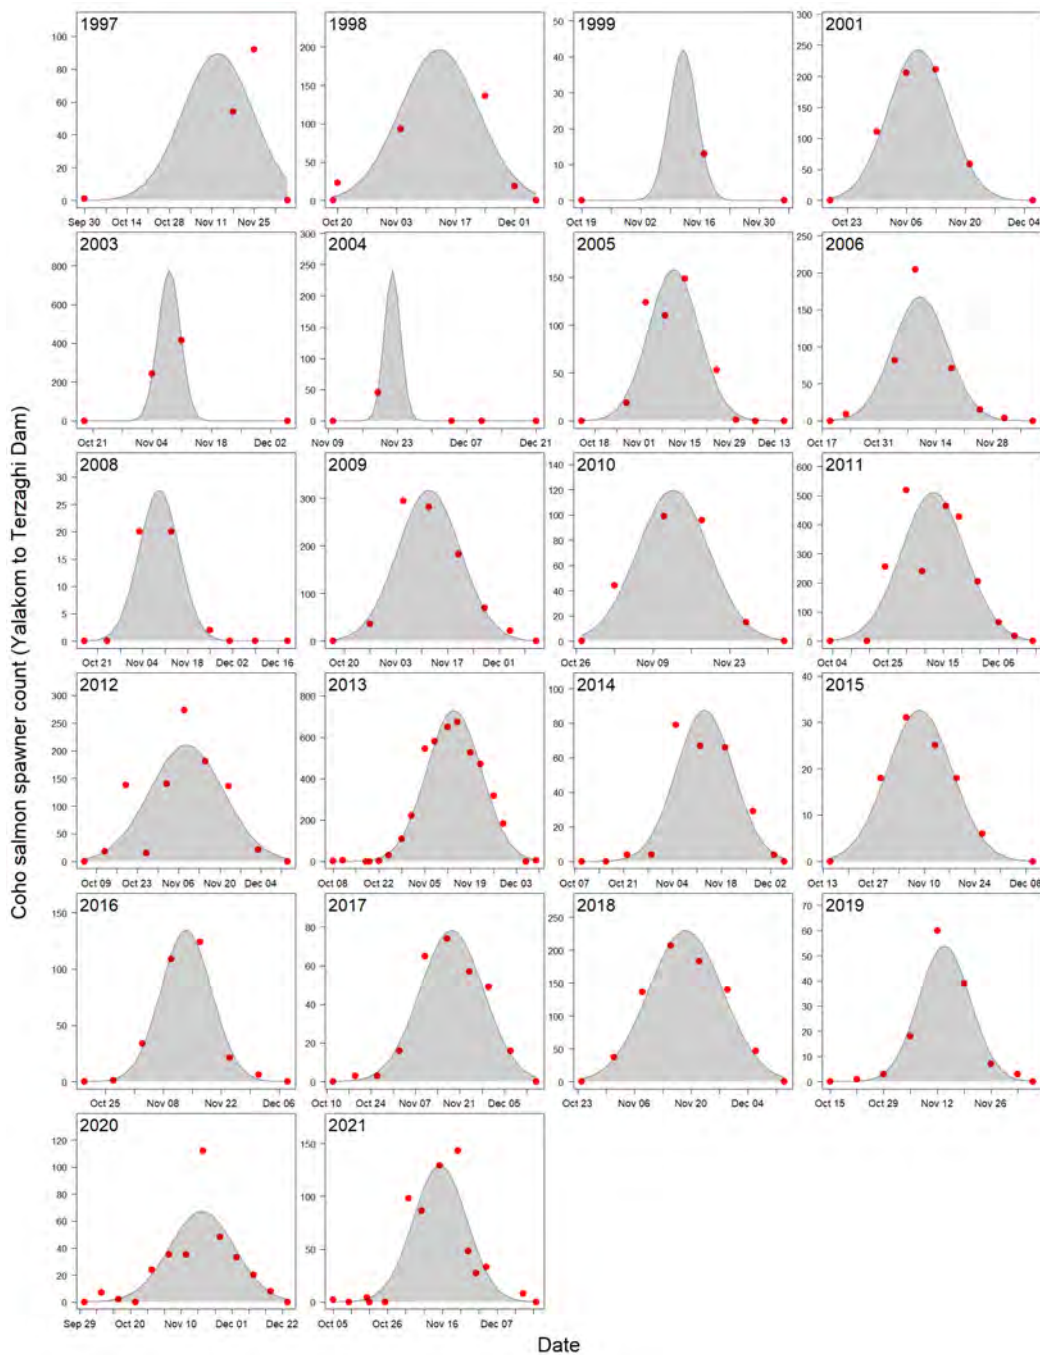 1997 1998 1999 2001
100 200 50 300
80 150 40 250
60 100 30 200
40 50 20 150
20 0 10 100
0 0 50
0
Sep 30 Oct 14 Oct 28 Nov 11 Nov 25 Oct 20 Nov 03 Nov 17 Dec 01 Oct 19 Nov 02 Nov 16 Nov 30 Oct 23 Nov 06 Nov 20 Dec 04
2003 2004 2005 2006
800 300 150 250
600 250 100 200
400 200 50 150
200 150 0 100
0 100 50
50 0
0
Oct 21 Nov 04 Nov 18 Dec 02 Nov 09 Nov 23 Dec 07 Dec 21 Oct 18 Nov 01 Nov 15 Nov 29 Dec 13 Oct 17 Oct 31 Nov 14 Nov 28
2008 2009 2010 2011
30 300 140 600
25 200 120 500
20 100 100 400
15 0 80 300
10 60 200
5 40 100
0 20 0
0
Oct 21 Nov 04 Nov 18 Dec 02 Dec 16 Oct 20 Nov 03 Nov 17 Dec 01 Oct 26 Nov 09 Nov 23 Oct 04 Oct 25 Nov 15 Dec 06
2012 2013 2014 2015
300 800 100 40
250 600 80 30
200 400 60 20
150 200 40 10
100 0 20 0
50 0
0
Oct 09 Oct 23 Nov 06 Nov 20 Dec 04 Oct 08 Oct 22 Nov 05 Nov 19 Dec 03 Oct 07 Oct 21 Nov 04 Nov 18 Dec 02 Oct 13 Oct 27 Nov 10 Nov 24 Dec 08
2016 2017 2018 2019
150 80 250 70
100 60 200 60
50 40 150 50
0 20 100 40
0 50 30
0 20
10
0
Oct 25 Nov 08 Nov 22 Dec 06 Oct 10 Oct 24 Nov 07 Nov 21 Dec 05 Oct 23 Nov 06 Nov 20 Dec 04 Oct 15 Oct 29 Nov 12 Nov 26
2020 2021
120 150
100 100
80 50
60 0
40
20
0
Sep 29 Oct 20 Nov 10 Dec 01 Dec 22 Oct 05 Oct 26 Nov 16 Dec 07
Coho salmon spawner count (Yalakom to Terzaghi Dam)
Date